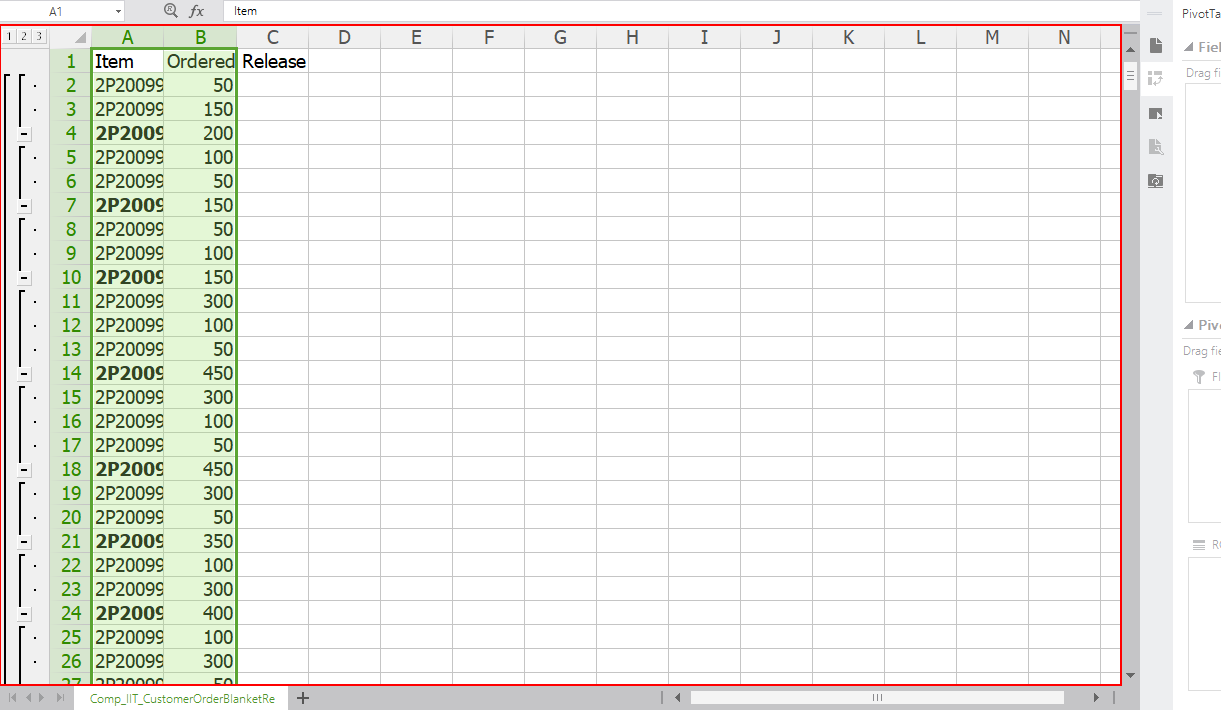 A1 fx Item
PivotTa
1 2 3 A B C D E F G H I J K L M N
1 Item Ordered Release
Fiel
2 2P20099 50
Drag fi
3 2P20099 150
4 2P2009 200
5 2P20099 100
6 2P20099 50
7 2P2009 150
8 2P20099 50
9 2P20099 100
10 2P2009 150
11 2P20099 300
12 2P20099 100
Pivo
13 2P20099 50
Drag fie
14 2P2009 450
FI
15 2P20099 300
16 2P20099 100
17 2P20099 50
18 2P2009 450
19 2P20099 300
20 2P20099 50
21 2P2009 350
RO
22 2P20099 100
23 2P20099 300
24 2P2009 400
25 2P20099 100
26 2P20099 300
27 2P20099 50
Comp_IIT_CustomerOrderBlanketRe